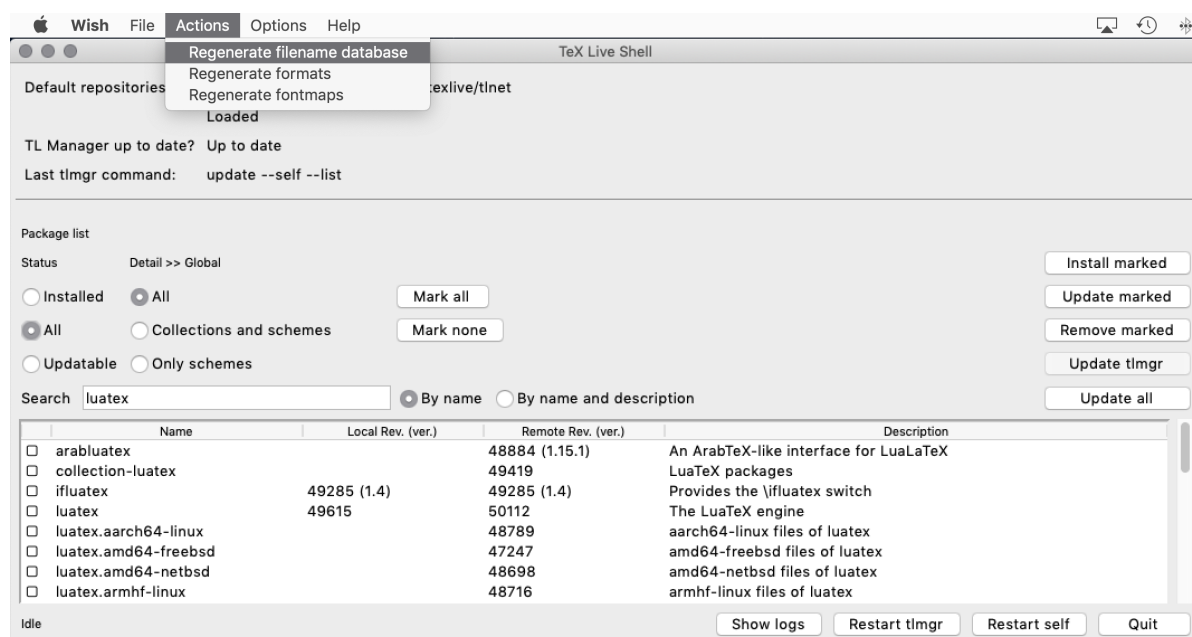 Wish File Actions Options Help
Regenerate filename database
Regenerate formats
Regenerate fontmaps
TeX Live Shell
Default repositories exlive/tlnet
Loaded
TL Manager up to date? Up to date
Last tlmgr command: update --self --list
Package list
Status Detail >> Global
Install marked
Installed All Mark all Update marked
All Collections and schemes Mark none Remove marked
Updatable Only schemes Update tlmgr
Search luatex By name By name and description Update all
Name Local Rev. (ver.) Remote Rev. (ver.) Description
arabluatex 48884 (1.15.1) An ArabTeX-like interface for LuaLaTeX
collection-luatex 49419 LuaTeX packages
ifluatex 49285 (1.4) 49285 (1.4) Provides the \ifluatex switch
luatex 49615 50112 The LuaTeX engine
luatex.aarch64-linux 48789 aarch64-linux files of luatex
luatex.amd64-freebsd 47247 amd64-freebsd files of luatex
luatex.amd64-netbsd 48698 amd64-netbsd files of luatex
luatex.armhf-linux 48716 armhf-linux files of luatex
Idle Show logs Restart tlmgr Restart self Quit